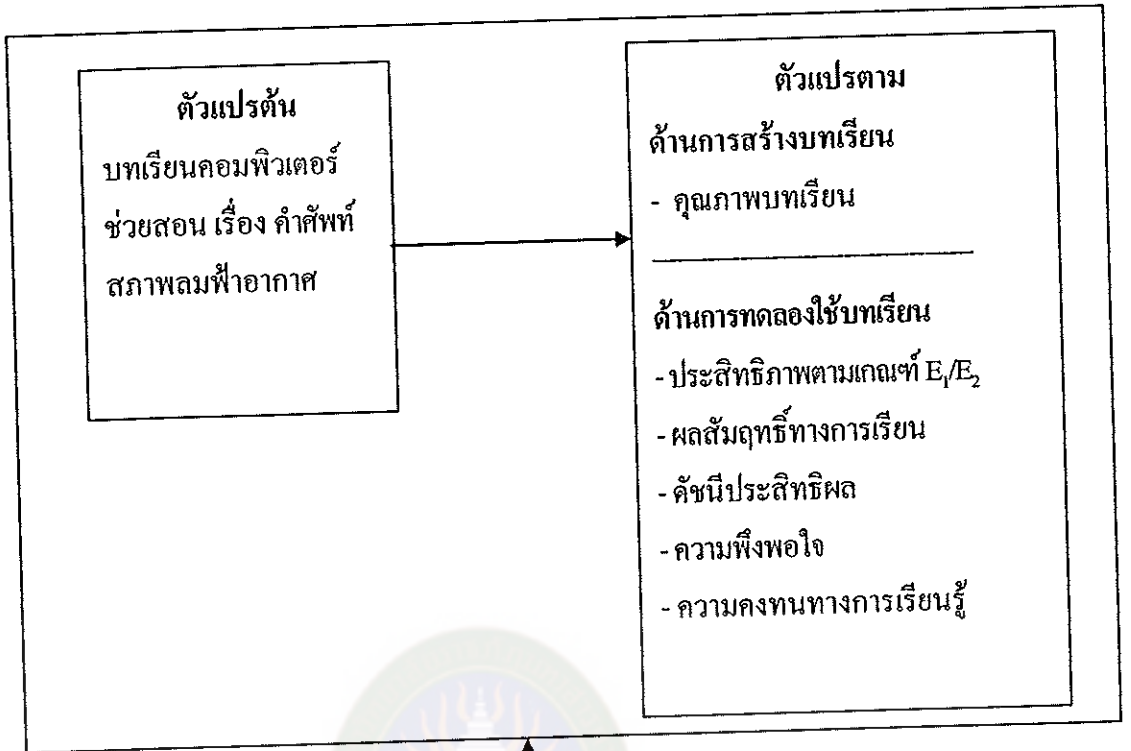 ตัวแปรต้น
บทเรียนคอมพิวเตอร์
ช่วยสอน เรื่อง คำศัพท์
สภาพลมฟ้าอากาศ
ตัวแปรตาม
ด้านการสร้างบทเรียน
- คุณภาพบทเรียน
ด้านการทดลองใช้บทเรียน
- ประสิทธิภาพตามเกณฑ์ E₁/E₂
- ผลสัมฤทธิ์ทางการเรียน
- ดัชนีประสิทธิผล
- ความพึงพอใจ
- ความคงทนทางการเรียนรู้